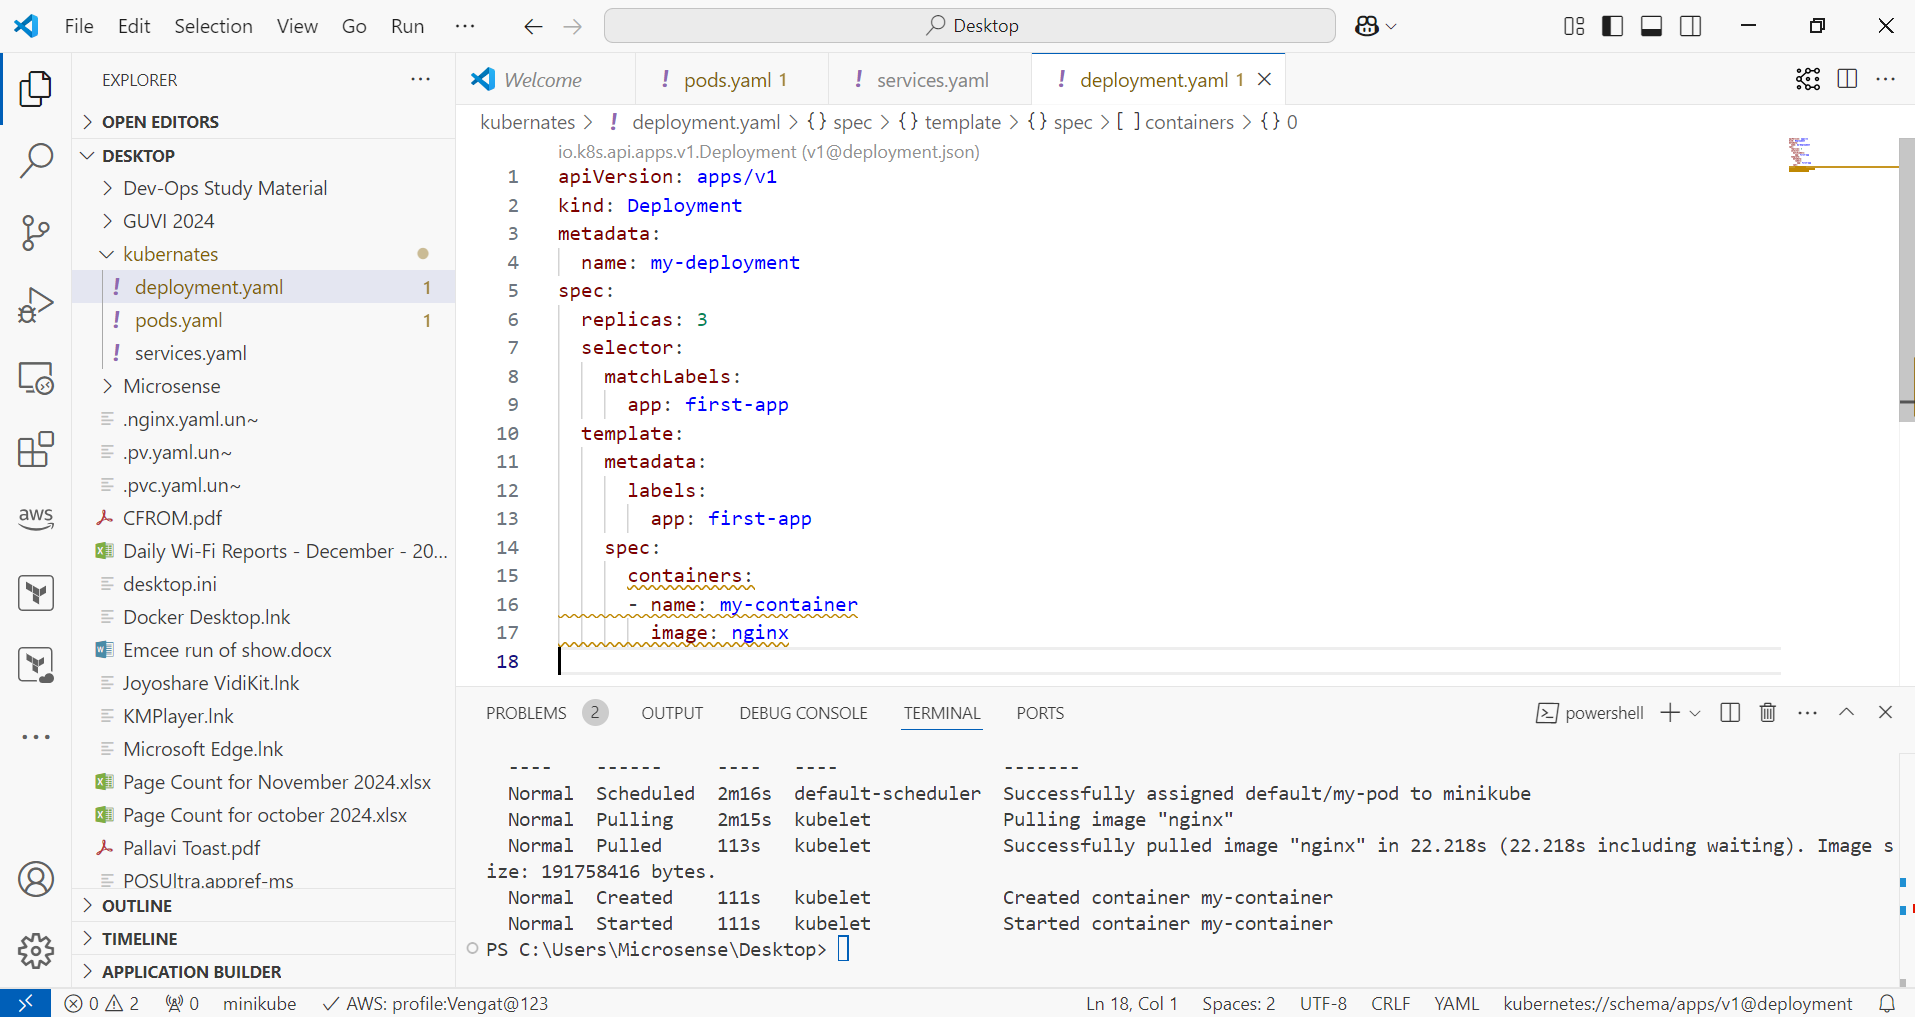 File Edit Selection View Go Run ··· Desktop
EXPLORER ···
OPEN EDITORS
DESKTOP
Dev-Ops Study Material
GUVI 2024
kubernates
! deployment.yaml 1
! pods.yaml 1
! services.yaml
Microsense
.nginx.yaml.un~
.pv.yaml.un~
.pvc.yaml.un~
CFROM.pdf
Daily Wi-Fi Reports - December - 20...
desktop.ini
Docker Desktop.lnk
Emcee run of show.docx
Joyoshare VidiKit.lnk
KMPlayer.lnk
Microsoft Edge.lnk
Page Count for November 2024.xlsx
Page Count for october 2024.xlsx
Pallavi Toast.pdf
POSUltra.appref-ms
OUTLINE
TIMELINE
APPLICATION BUILDER
aws
Welcome ! pods.yaml 1 ! services.yaml ! deployment.yaml 1
kubernates > ! deployment.yaml > {} spec > {} template > {} spec > [ ] containers > {} 0
io.k8s.api.apps.v1.Deployment (v1@deployment.json)
1 apiVersion: apps/v1
2 kind: Deployment
3 metadata:
4   name: my-deployment
5 spec:
6   replicas: 3
7   selector:
8     matchLabels:
9       app: first-app
10   template:
11     metadata:
12       labels:
13         app: first-app
14     spec:
15       containers:
16       - name: my-container
17         image: nginx
18
PROBLEMS 2 OUTPUT DEBUG CONSOLE TERMINAL PORTS powershell
---- ------ ---- ---- -------
Normal Scheduled 2m16s default-scheduler Successfully assigned default/my-pod to minikube
Normal Pulling 2m15s kubelet Pulling image "nginx"
Normal Pulled 113s kubelet Successfully pulled image "nginx" in 22.218s (22.218s including waiting). Image s
ize: 191758416 bytes.
Normal Created 111s kubelet Created container my-container
Normal Started 111s kubelet Started container my-container
PS C:\Users\Microsense\Desktop>
0 2 0 minikube AWS: profile:Vengat@123 Ln 18, Col 1 Spaces: 2 UTF-8 CRLF YAML kubernetes://schema/apps/v1@deployment